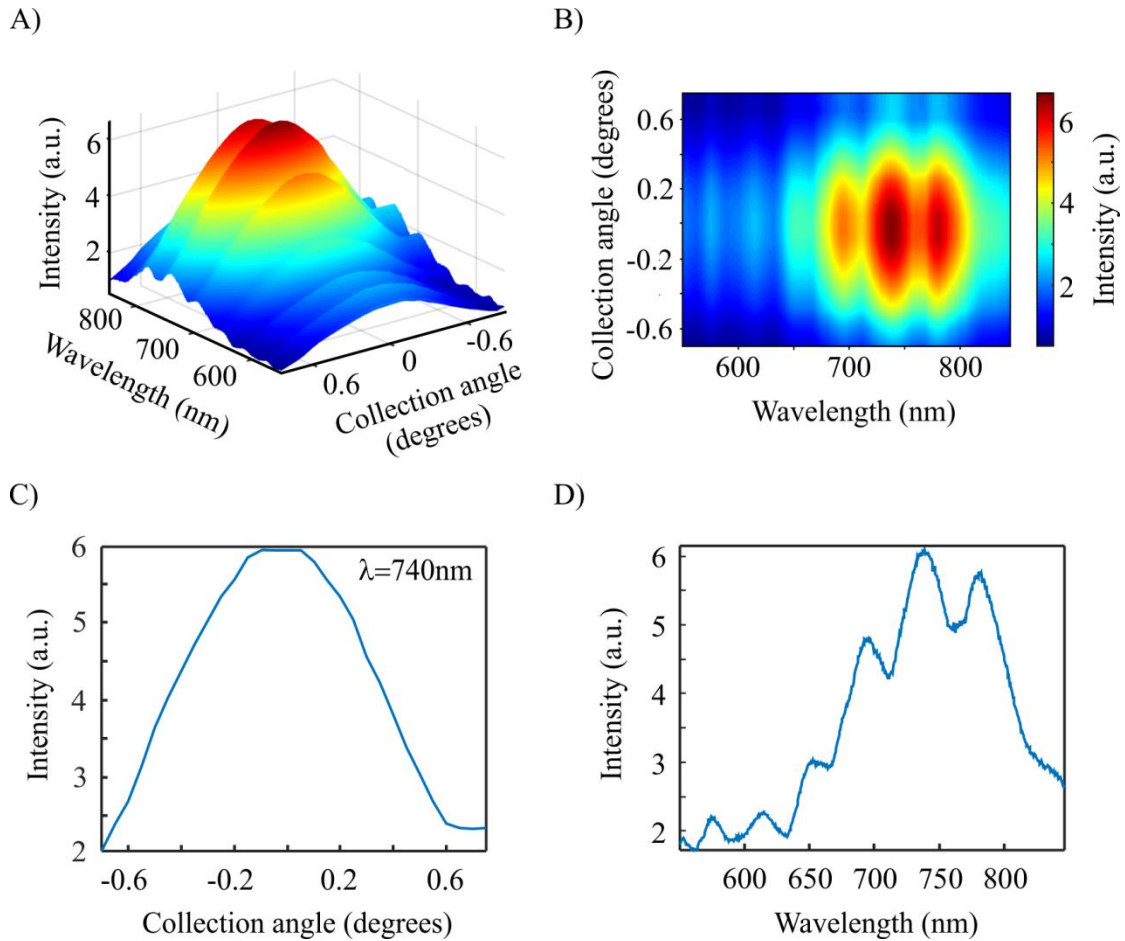 A)
Intensity (a.u.)
6
4
2
800
700
600
Wavelength (nm)
0.6
0
-0.6
Collection angle
(degrees)
B)
Collection angle (degrees)
0.6
0.2
-0.2
-0.6
600
700
800
Wavelength (nm)
6
4
2
Intensity (a.u.)
C)
Intensity (a.u.)
6
5
4
3
2
λ=740nm
-0.6
-0.2
0.2
0.6
Collection angle (degrees)
D)
Intensity (a.u.)
6
5
4
3
2
600
650
700
750
800
Wavelength (nm)